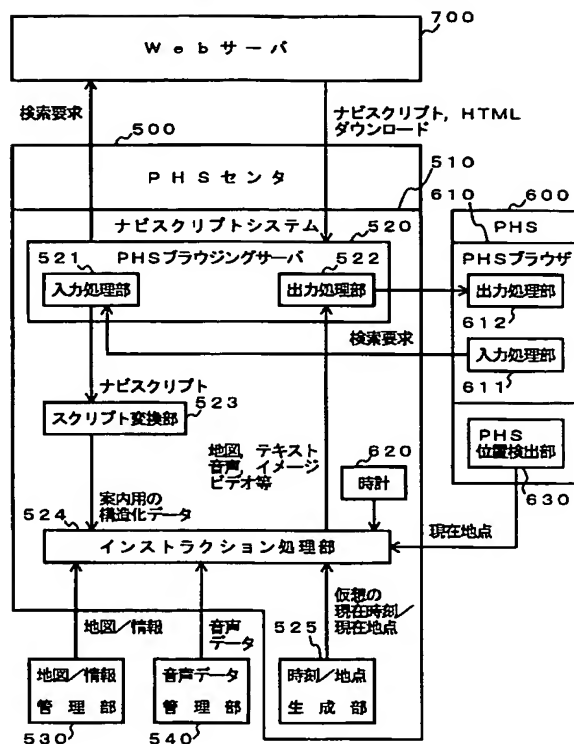 700
Webサーバ
検索要求
ナビスクリプト，HTML
ダウンロード
500
510
PHSセンタ
610
600
PHS
ナビスクリプトシステム
520
PHSブラウジングサーバ
521
522
入力処理部
出力処理部
PHSブラウザ
出力処理部
612
検索要求
入力処理部
611
ナビスクリプト
スクリプト変換部
523
地図，テキスト
音声，イメージ
ビデオ等
620
時計
PHS
位置検出部
630
案内用の
構造化データ
524
インストラクション処理部
現在地点
地図／情報
音声
データ
仮想の
現在時刻／
現在地点
525
地図／情報
管理部
530
音声データ
管理部
540
時刻／地点
生成部